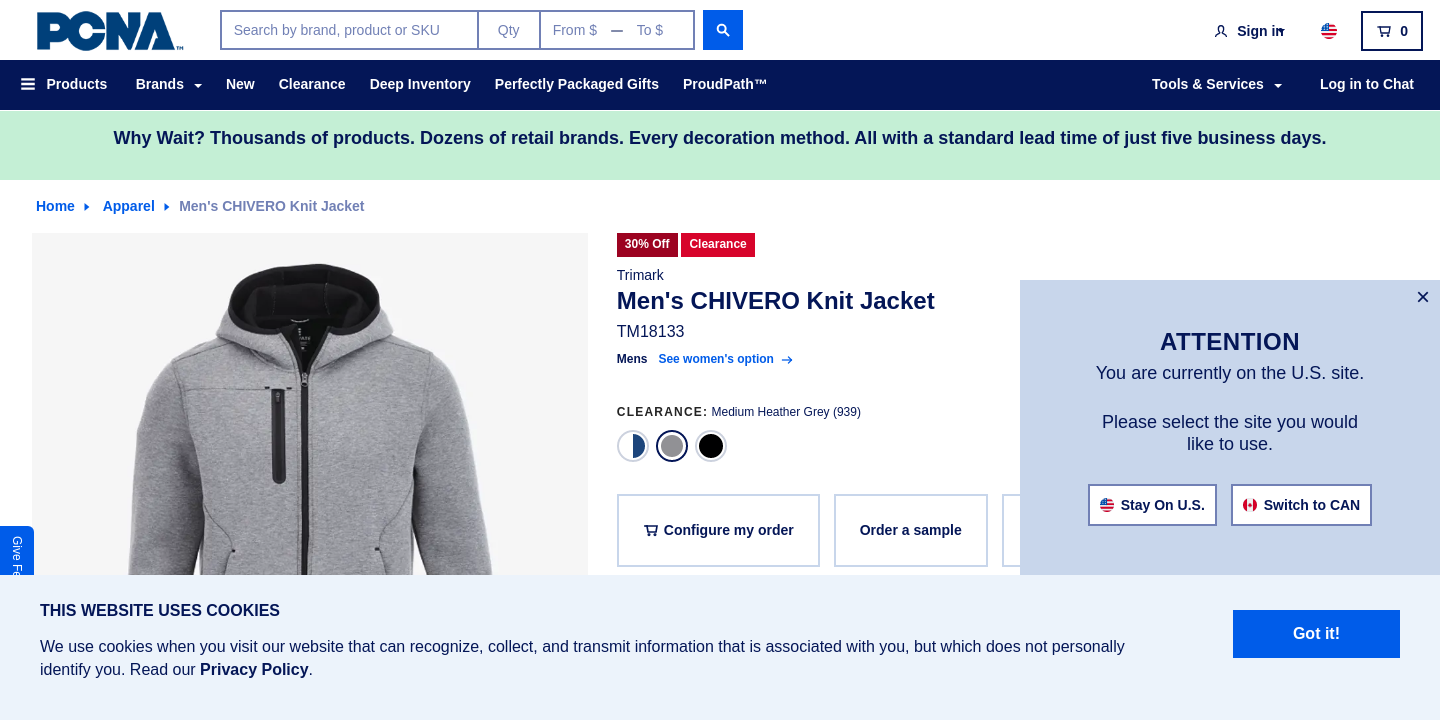 PCNA™
Search by brand, product or SKU
Qty
From $ — To $
Sign in
0
Products
Brands
New
Clearance
Deep Inventory
Perfectly Packaged Gifts
ProudPath™
Tools & Services
Log in to Chat
Why Wait? Thousands of products. Dozens of retail brands. Every decoration method. All with a standard lead time of just five business days.
Home
Apparel
Men's CHIVERO Knit Jacket
30% Off
Clearance
Trimark
Men's CHIVERO Knit Jacket
TM18133
Mens
See women's option
CLEARANCE: Medium Heather Grey (939)
Configure my order
Order a sample
×
ATTENTION
You are currently on the U.S. site.
Please select the site you would
like to use.
Stay On U.S.
Switch to CAN
Give
THIS WEBSITE USES COOKIES
We use cookies when you visit our website that can recognize, collect, and transmit information that is associated with you, but which does not personally
identify you. Read our Privacy Policy.
Got it!